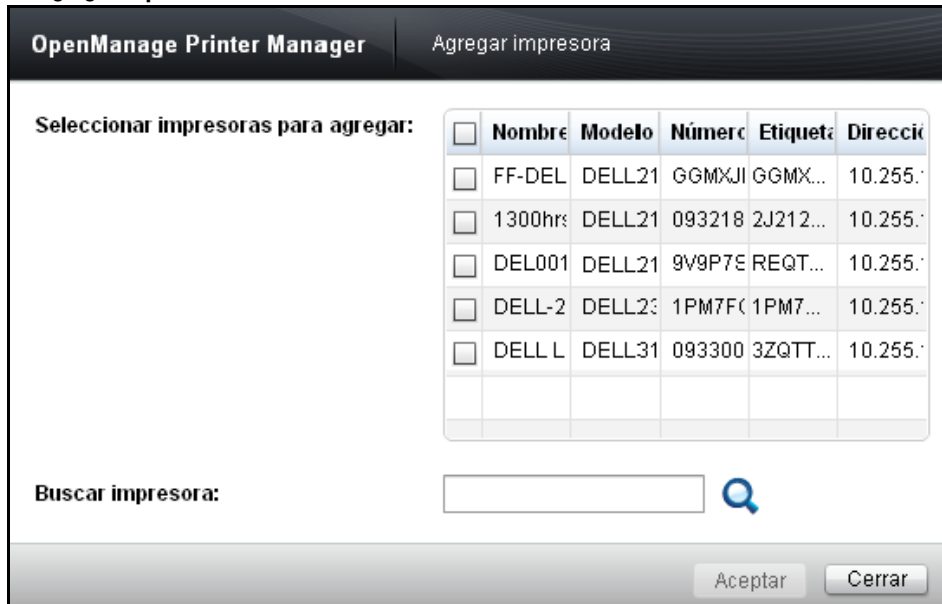 OpenManage Printer Manager Agregar impresora
Seleccionar impresoras para agregar:
Nombre Modelo Número Etiqueta Direcció
FF-DEL DELL21 GGMXJI GGMX... 10.255.
1300hrs DELL21 093218 2J212... 10.255.
DEL001 DELL21 9V9P7S REQT... 10.255.
DELL-2 DELL23 1PM7F( 1PM7... 10.255.
DELL L DELL31 093300 3ZQTT... 10.255.
Buscar impresora:
Aceptar Cerrar